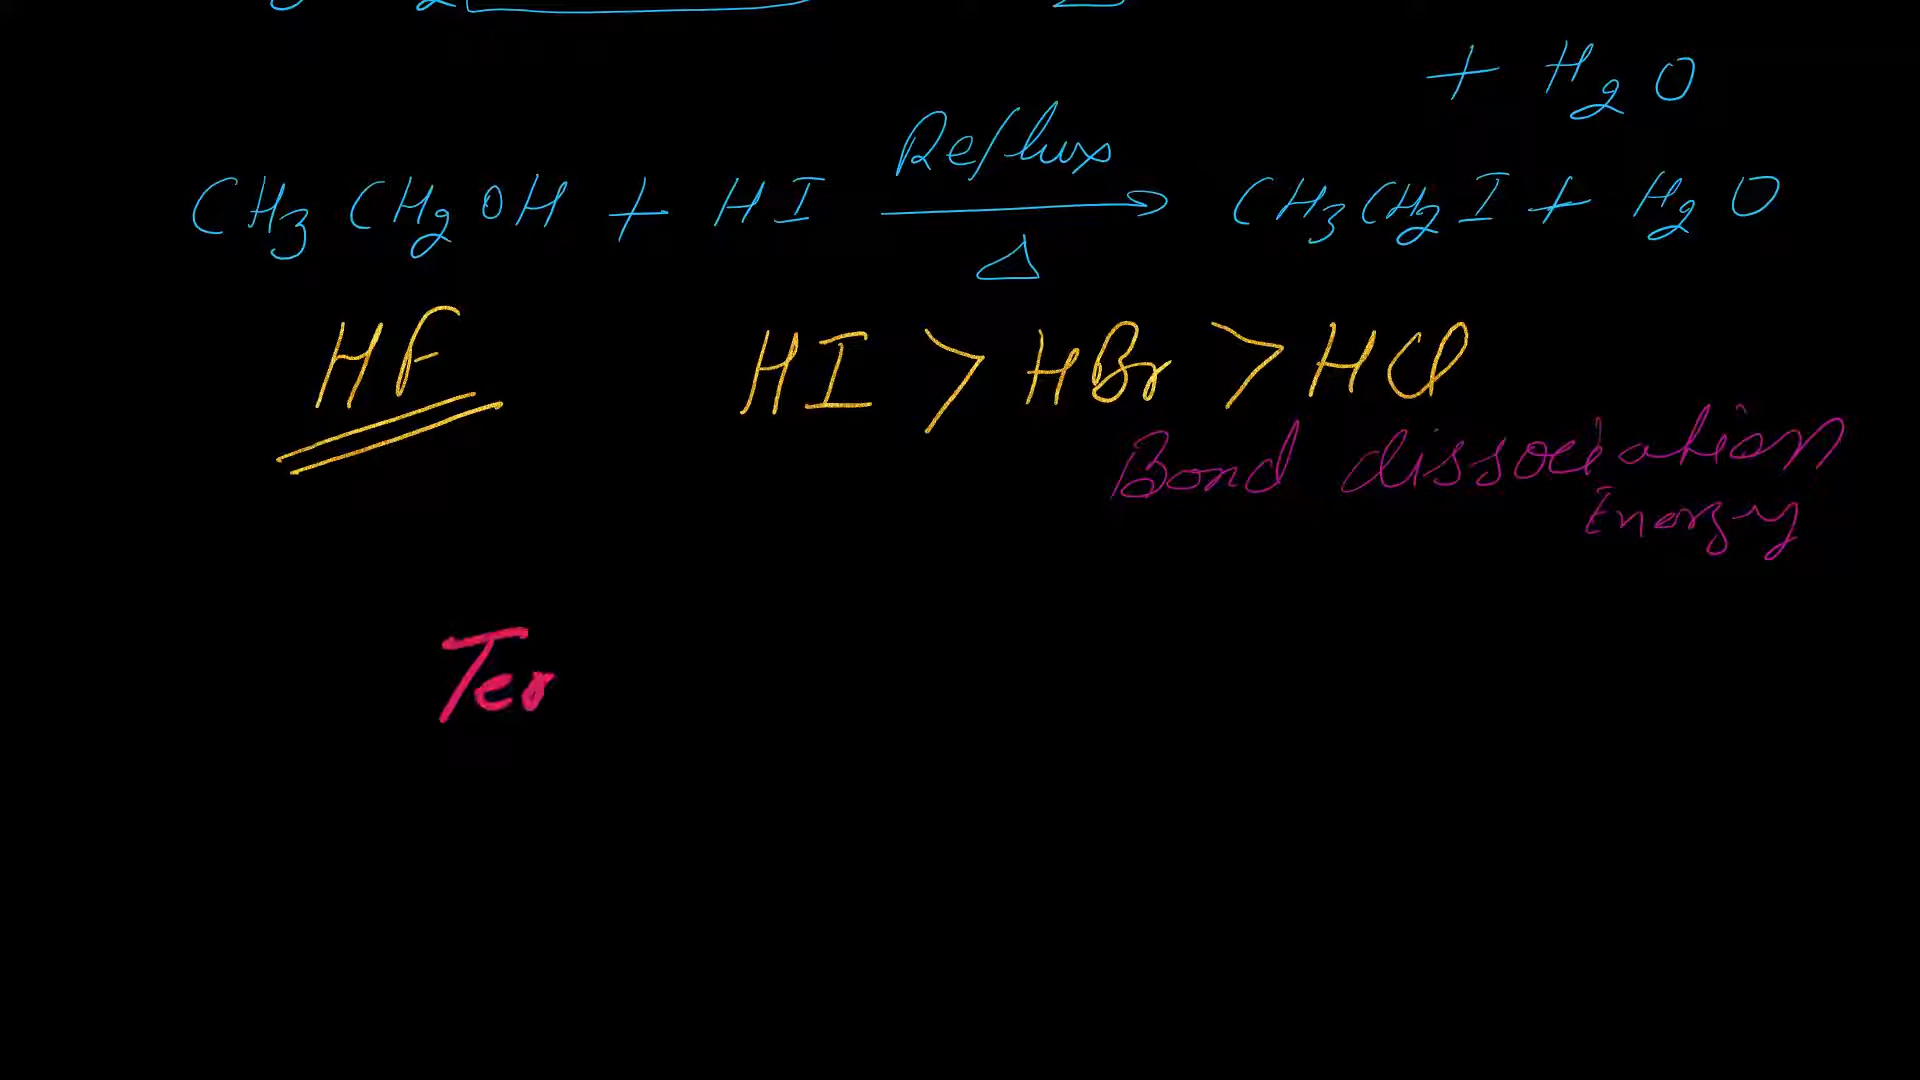 + H2O
Reflux
CH3CH2OH + HI → CH3CH2I + H2O
Δ
HF HI > HBr > HCl
Bond dissociation
Energy
Ter